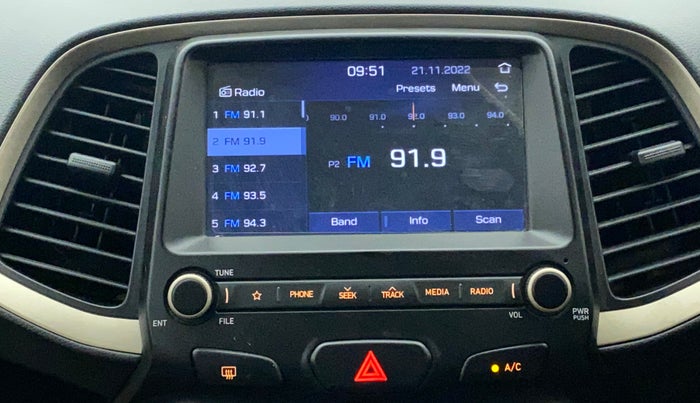 09:51 21.11.2022
Radio Presets Menu
1 FM 91.1
90.0 91.0 92.0 93.0 94.0
2 FM 91.9
P2 FM 91.9
3 FM 92.7
4 FM 93.5
5 FM 94.3
Band Info Scan
TUNE
PHONE SEEK TRACK MEDIA RADIO
ENT FILE VOL PWR
PUSH
A/C